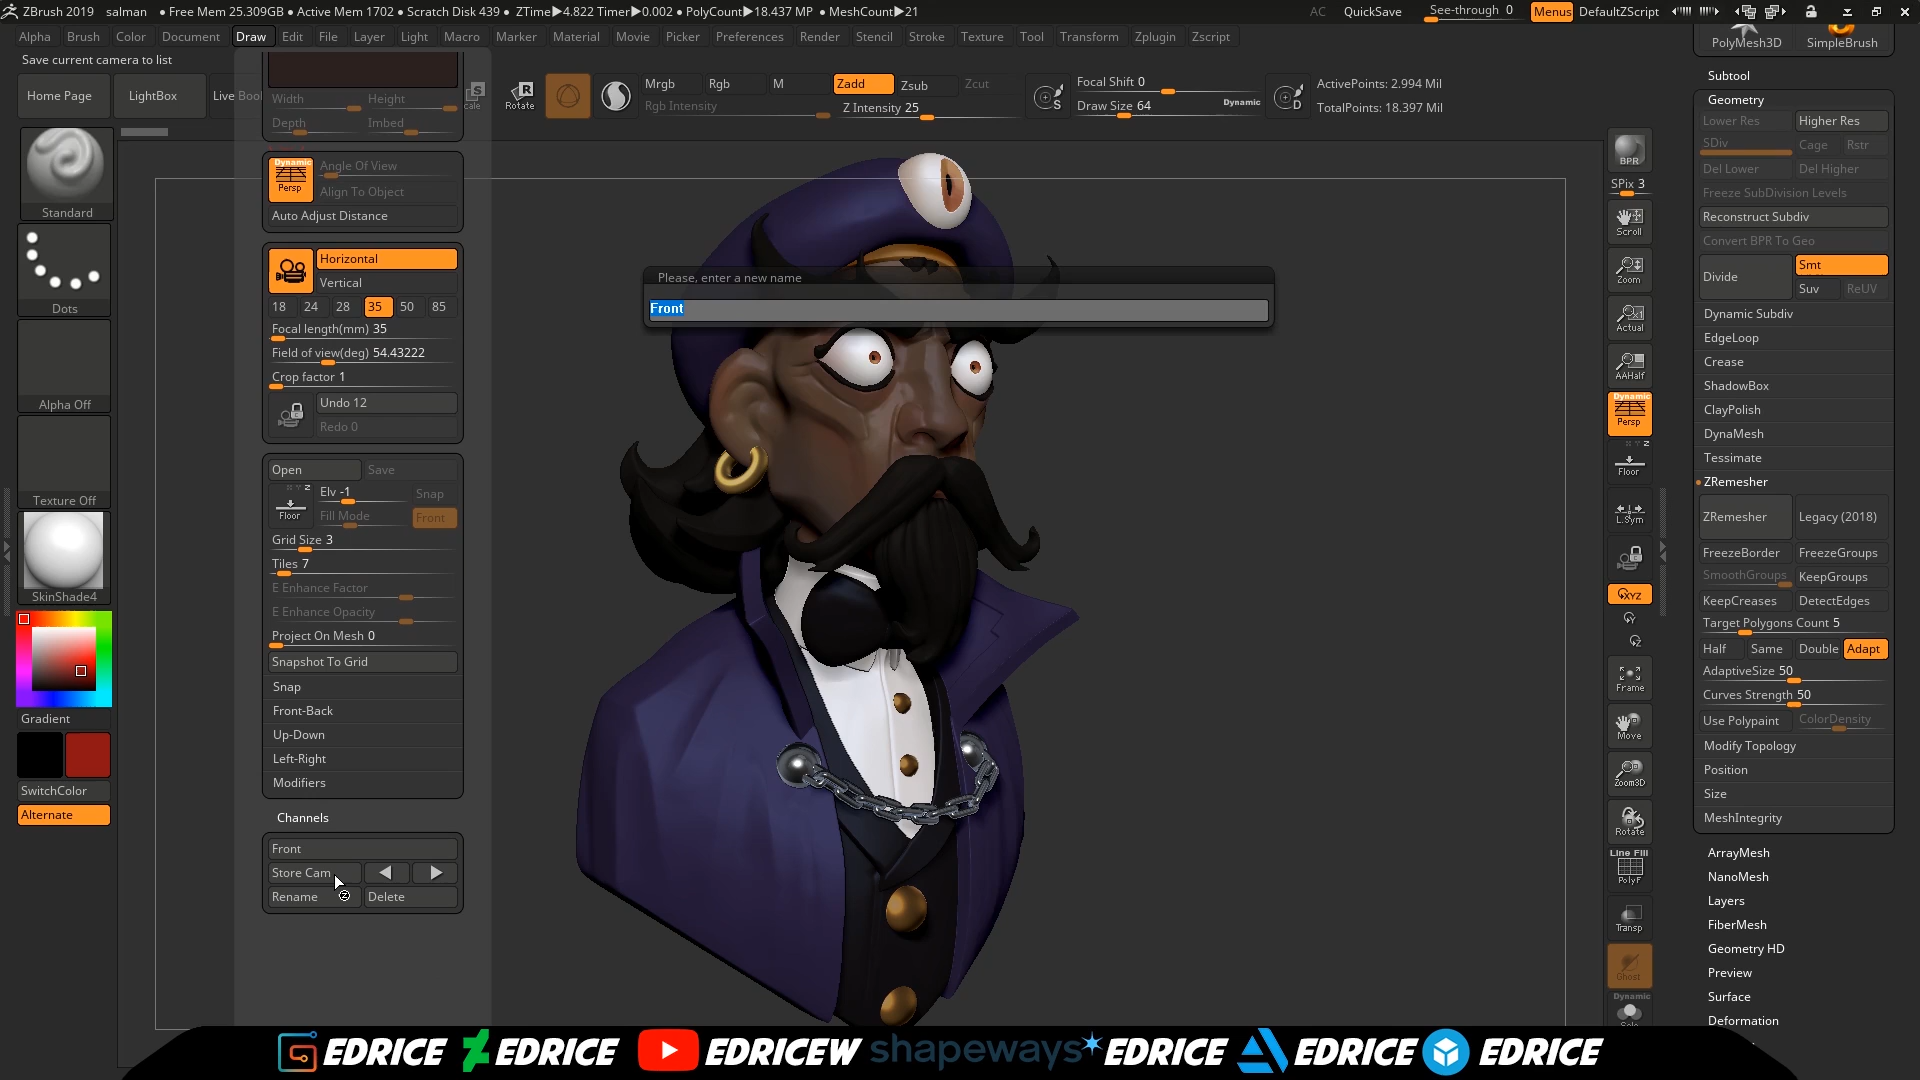 ZBrush 2019 salman ● Free Mem 25.309GB ● Active Mem 1702 ● Scratch Disk 439 ● ZTime▶4.822 Timer▶0.002 ● PolyCount▶18.437 MP ● MeshCount▶21 AC QuickSave See-through 0 Menus DefaultZScript
Alpha Brush Color Document Draw Edit File Layer Light Macro Marker Material Movie Picker Preferences Render Stencil Stroke Texture Tool Transform Zplugin Zscript
Save current camera to list
Home Page LightBox Live Bool
Standard
Dots
Alpha Off
Texture Off
SkinShade4
Gradient
SwitchColor
Alternate
Width Height
Depth Imbed
Dynamic
Persp
Angle Of View
Align To Object
Auto Adjust Distance
Horizontal
Vertical
18 24 28 35 50 85
Focal length(mm) 35
Field of view(deg) 54.43222
Crop factor 1
Undo 12
Redo 0
Open Save
Floor
Elv -1 Snap
Fill Mode Front
Grid Size 3
Tiles 7
E Enhance Factor
E Enhance Opacity
Project On Mesh 0
Snapshot To Grid
Snap
Front-Back
Up-Down
Left-Right
Modifiers
Channels
Front
Store Cam
Rename Delete
Rotate
Mrgb Rgb M Zadd Zsub Zcut
Rgb Intensity Z Intensity 25
S
Focal Shift 0
Draw Size 64 Dynamic
D
ActivePoints: 2.994 Mil
TotalPoints: 18.397 Mil
Please, enter a new name
Front
BPR
SPix 3
Scroll
Zoom
Actual
AAHalf
Dynamic
Persp
Floor
L.Sym
XYZ
Frame
Move
Zoom3D
Rotate
Line Fill
PolyF
Transp
Ghost
Dynamic
Solo
PolyMesh3D SimpleBrush
Subtool
Geometry
Lower Res Higher Res
SDiv Cage Rstr
Del Lower Del Higher
Freeze SubDivision Levels
Reconstruct Subdiv
Convert BPR To Geo
Divide Smt
Suv ReUV
Dynamic Subdiv
EdgeLoop
Crease
ShadowBox
ClayPolish
DynaMesh
Tessimate
ZRemesher
ZRemesher Legacy (2018)
FreezeBorder FreezeGroups
SmoothGroups KeepGroups
KeepCreases DetectEdges
Target Polygons Count 5
Half Same Double Adapt
AdaptiveSize 50
Curves Strength 50
Use Polypaint ColorDensity
Modify Topology
Position
Size
MeshIntegrity
ArrayMesh
NanoMesh
Layers
FiberMesh
Geometry HD
Preview
Surface
Deformation
EDRICE EDRICE EDRICEW shapeways EDRICE EDRICE EDRICE